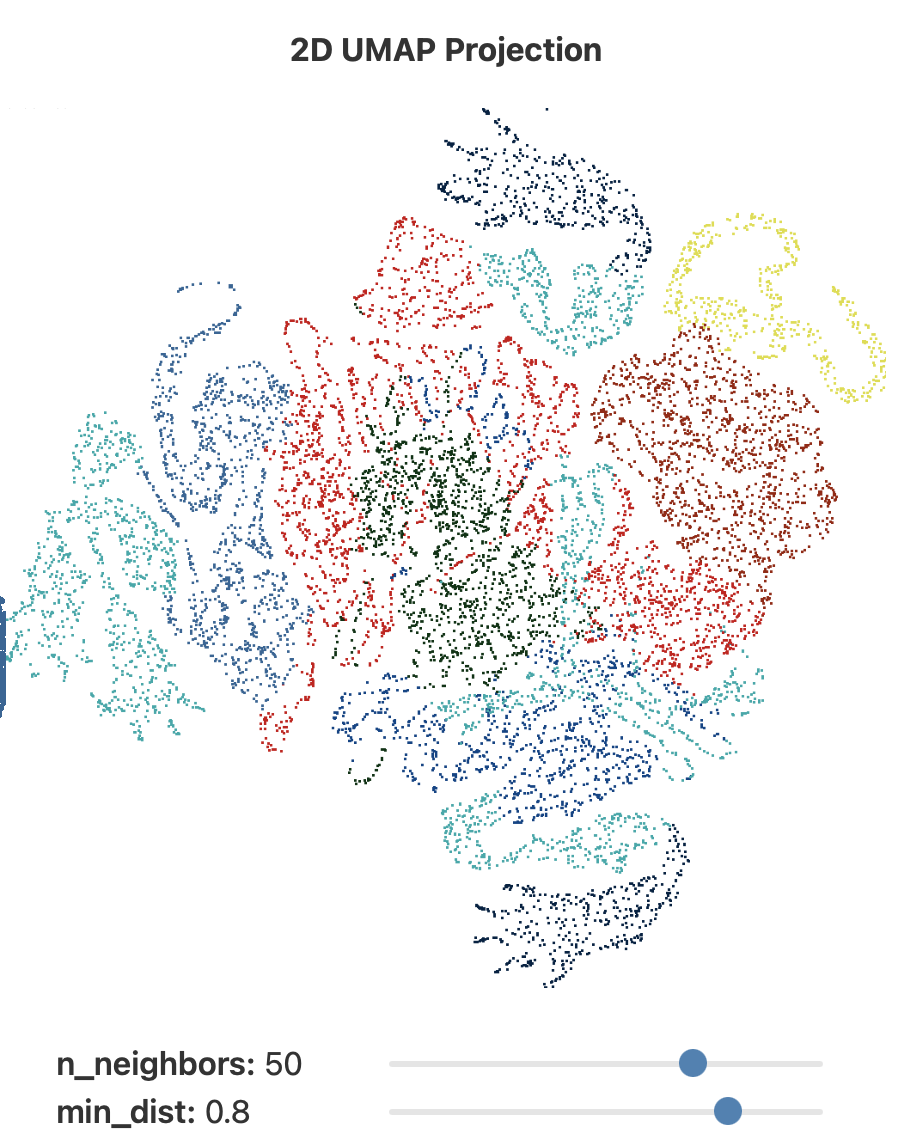 2D UMAP Projection
n_neighbors: 50
min_dist: 0.8